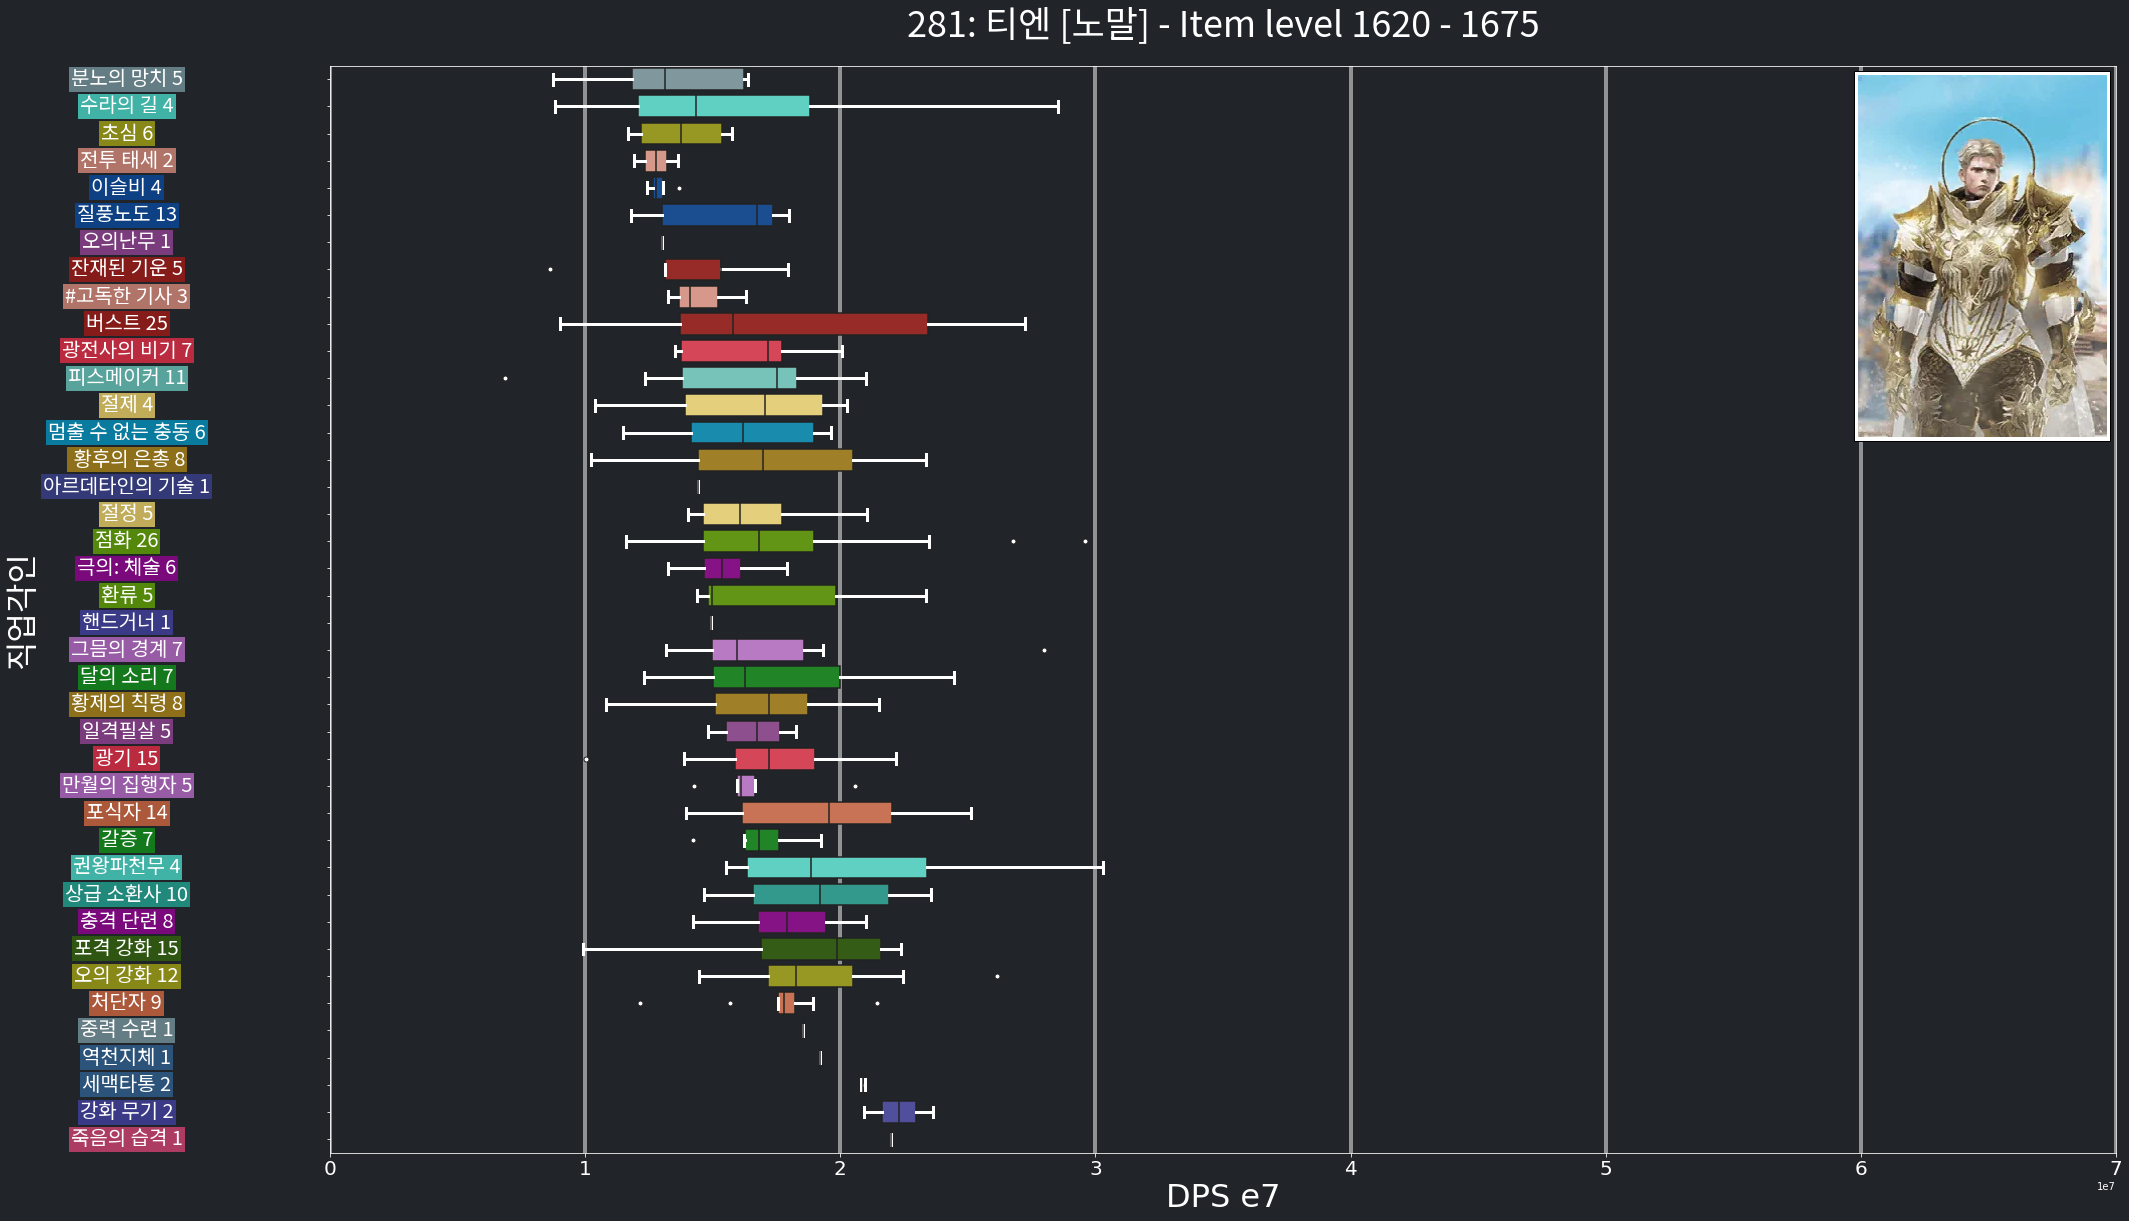 281: 티엔 [노말] - Item level 1620 - 1675
분노의 망치 5
수라의 길 4
초심 6
전투 태세 2
이슬비 4
질풍노도 13
오의난무 1
잔재된 기운 5
#고독한 기사 3
버스트 25
광전사의 비기 7
피스메이커 11
절제 4
멈출 수 없는 충동 6
황후의 은총 8
아르데타인의 기술 1
절정 5
점화 26
극의: 체술 6
환류 5
핸드거너 1
그믐의 경계 7
달의 소리 7
황제의 칙령 8
일격필살 5
광기 15
만월의 집행자 5
포식자 14
갈증 7
권왕파천무 4
상급 소환사 10
충격 단련 8
포격 강화 15
오의 강화 12
처단자 9
중력 수련 1
역천지체 1
세맥타통 2
강화 무기 2
죽음의 습격 1
직업각인
0 1 2 3 4 5 6 7
1e7
DPS e7